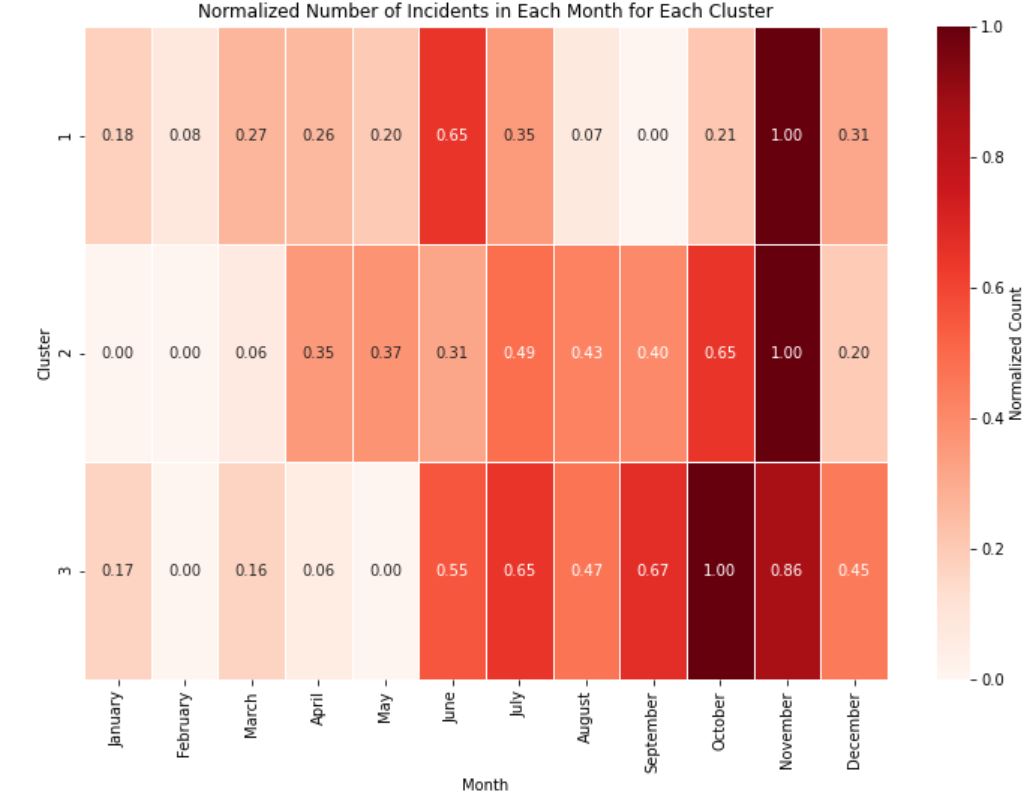 Normalized Number of Incidents in Each Month for Each Cluster
1 0.18 0.08 0.27 0.26 0.20 0.65 0.35 0.07 0.00 0.21 1.00 0.31
2 0.00 0.00 0.06 0.35 0.37 0.31 0.49 0.43 0.40 0.65 1.00 0.20
3 0.17 0.00 0.16 0.06 0.00 0.55 0.65 0.47 0.67 1.00 0.86 0.45
Cluster
January February March April May June July August September October November December
Month
1.0
0.8
0.6
0.4
0.2
0.0
Normalized Count